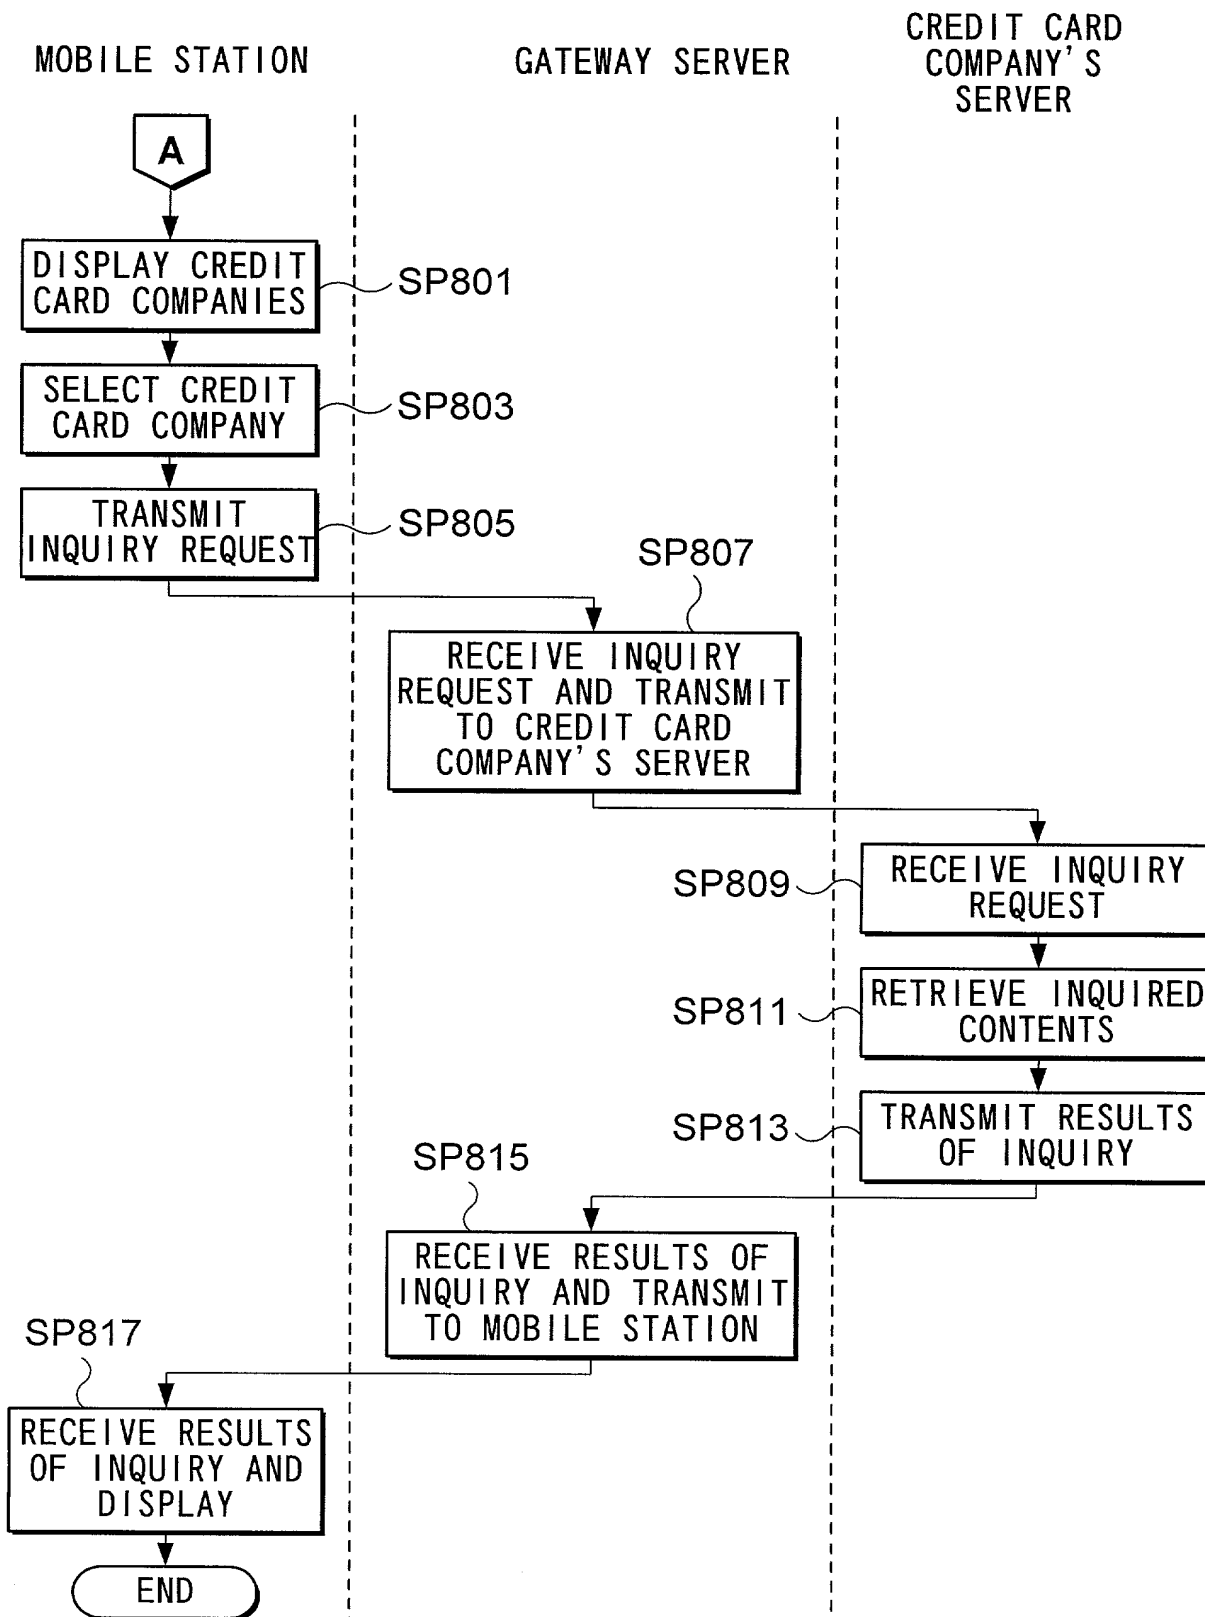 MOBILE STATION
GATEWAY SERVER
CREDIT CARD
COMPANY'S
SERVER
A
DISPLAY CREDIT
CARD COMPANIES
SP801
SELECT CREDIT
CARD COMPANY
SP803
TRANSMIT
INQUIRY REQUEST
SP805
SP807
RECEIVE INQUIRY
REQUEST AND TRANSMIT
TO CREDIT CARD
COMPANY'S SERVER
SP809
RECEIVE INQUIRY
REQUEST
SP811
RETRIEVE INQUIRED
CONTENTS
SP813
TRANSMIT RESULTS
OF INQUIRY
SP815
RECEIVE RESULTS OF
INQUIRY AND TRANSMIT
TO MOBILE STATION
SP817
RECEIVE RESULTS
OF INQUIRY AND
DISPLAY
END